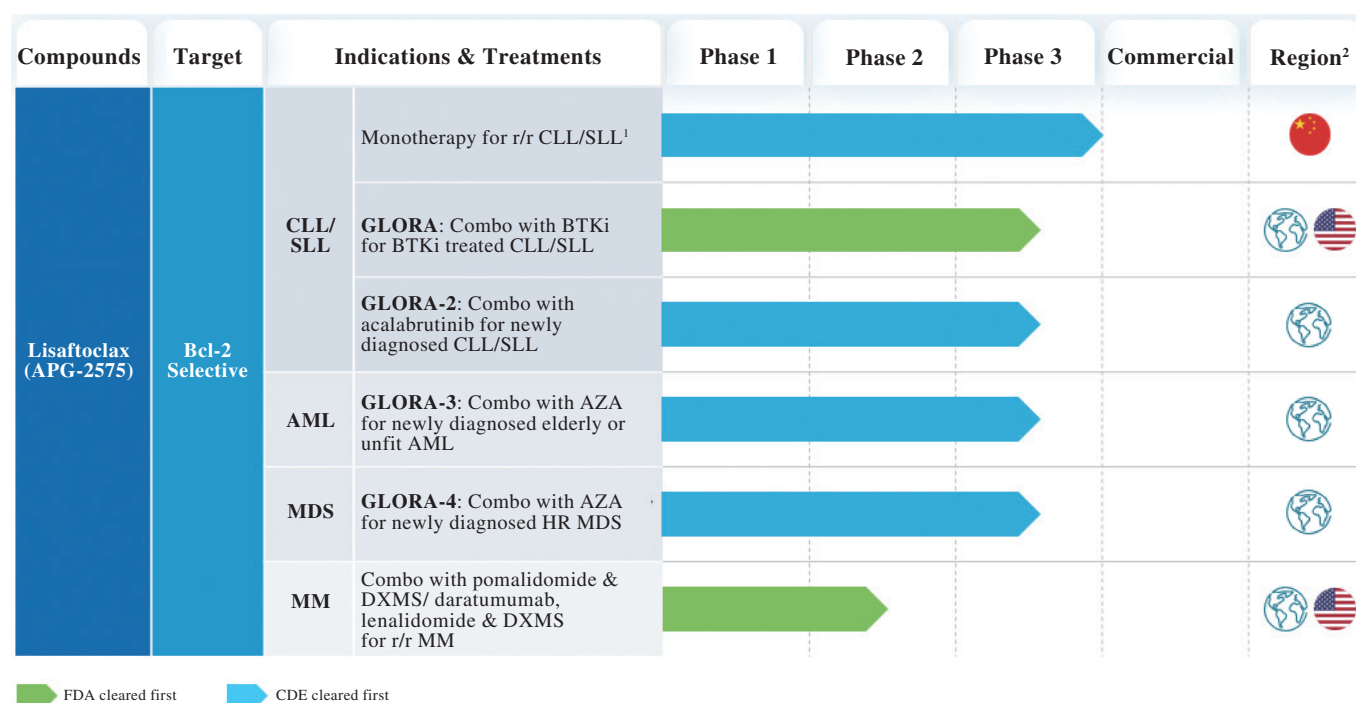 Compounds Target Indications & Treatments Phase 1 Phase 2 Phase 3 Commercial Region²
Lisaftoclax
(APG-2575)
Bcl-2
Selective
CLL/
SLL
Monotherapy for r/r CLL/SLL¹
GLORA: Combo with BTKi
for BTKi treated CLL/SLL
GLORA-2: Combo with
acalabrutinib for newly
diagnosed CLL/SLL
AML
GLORA-3: Combo with AZA
for newly diagnosed elderly or
unfit AML
MDS
GLORA-4: Combo with AZA
for newly diagnosed HR MDS
MM
Combo with pomalidomide &
DXMS/ daratumumab,
lenalidomide & DXMS
for r/r MM
FDA cleared first
CDE cleared first